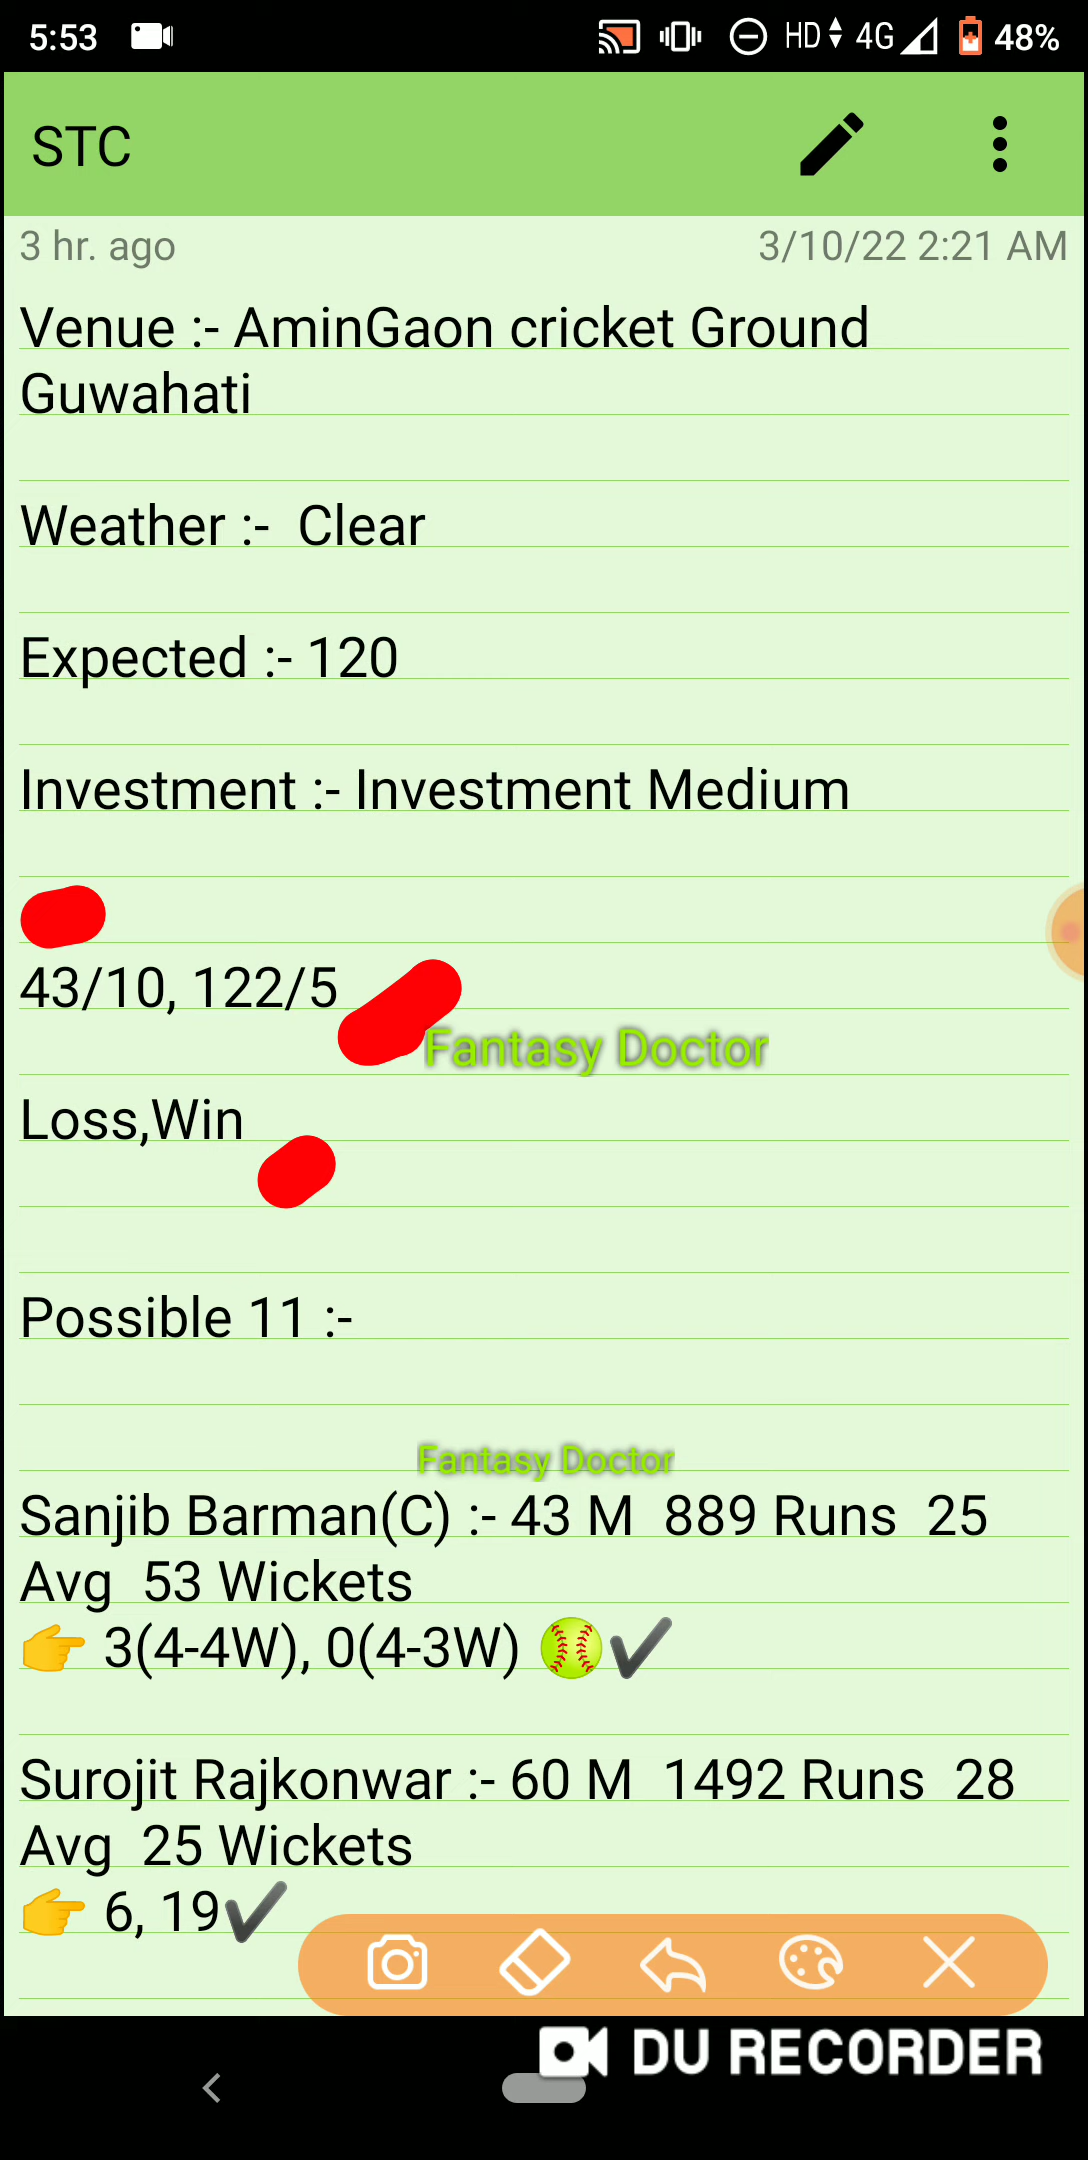 5:53 HD 4G 48%
STC
3 hr. ago 3/10/22 2:21 AM
Venue :- AminGaon cricket Ground
Guwahati
Weather :- Clear
Expected :- 120
Investment :- Investment Medium
43/10, 122/5
Fantasy Doctor
Loss,Win
Possible 11 :-
Fantasy Doctor
Sanjib Barman(C) :- 43 M 889 Runs 25
Avg 53 Wickets
👉 3(4-4W), 0(4-3W) 🥎✔
Surojit Rajkonwar :- 60 M 1492 Runs 28
Avg 25 Wickets
👉 6, 19✔
DU RECORDER